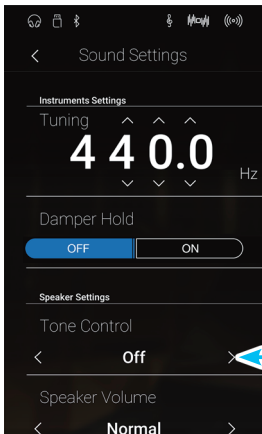 Sound Settings
Instruments Settings
Tuning
440.0
Hz
Damper Hold
OFF ON
Speaker Settings
Tone Control
Off
Speaker Volume
Normal